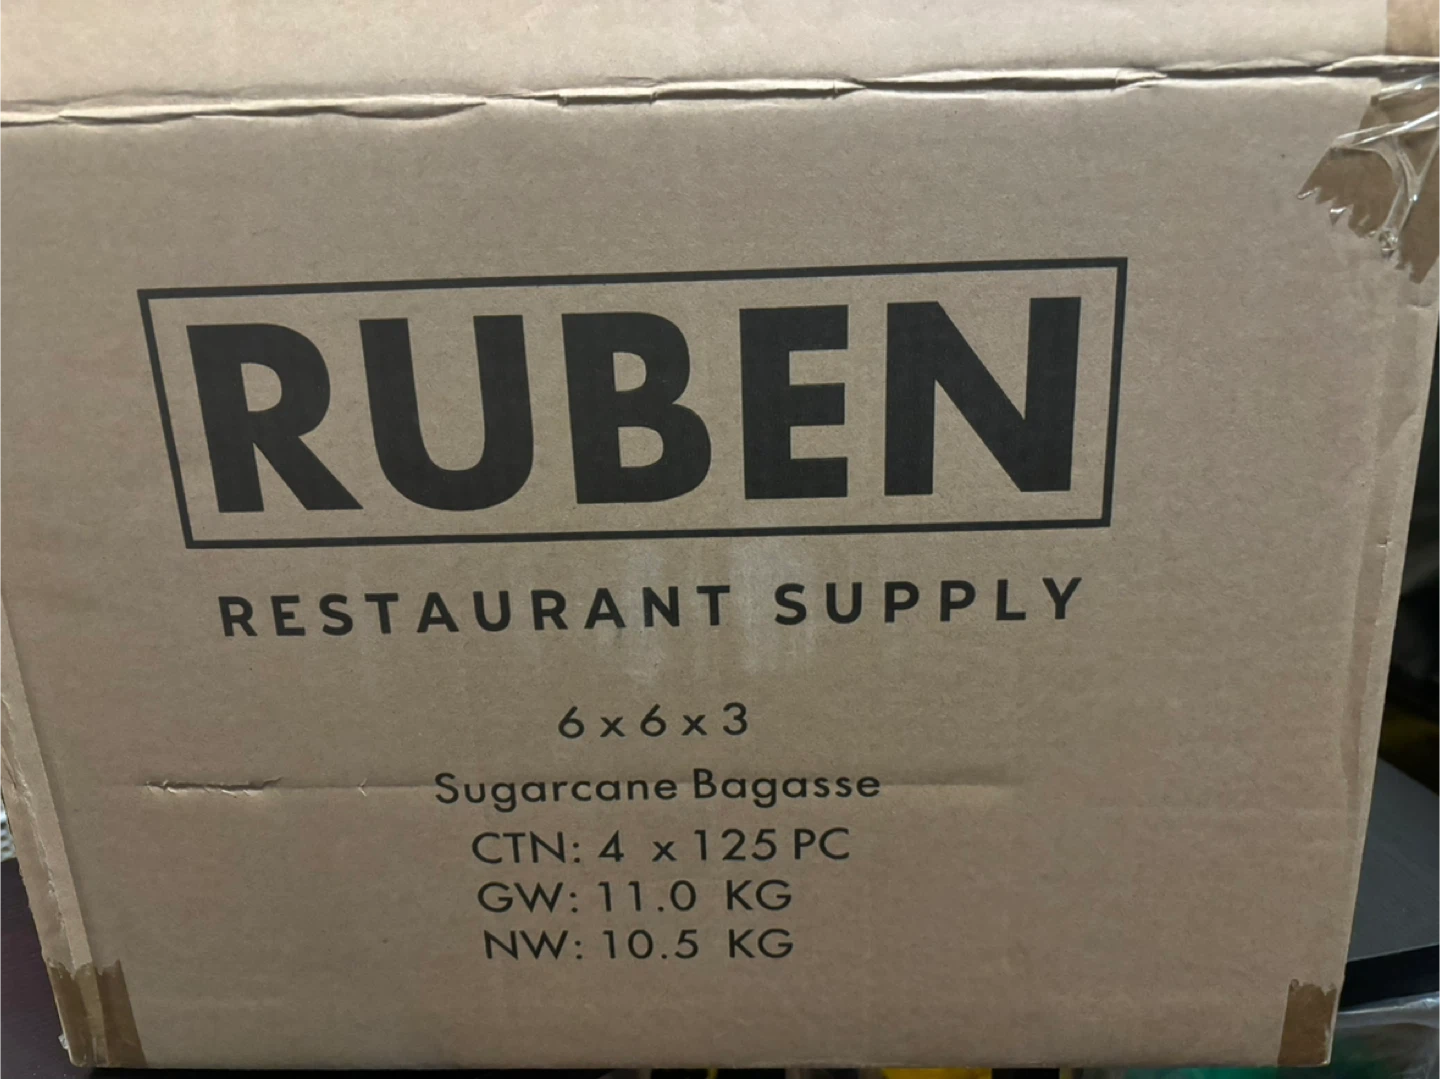 RUBEN
RESTAURANT SUPPLY
6 x 6 x 3
Sugarcane Bagasse
CTN: 4 x 125 PC
GW: 11.0 KG
NW: 10.5 KG